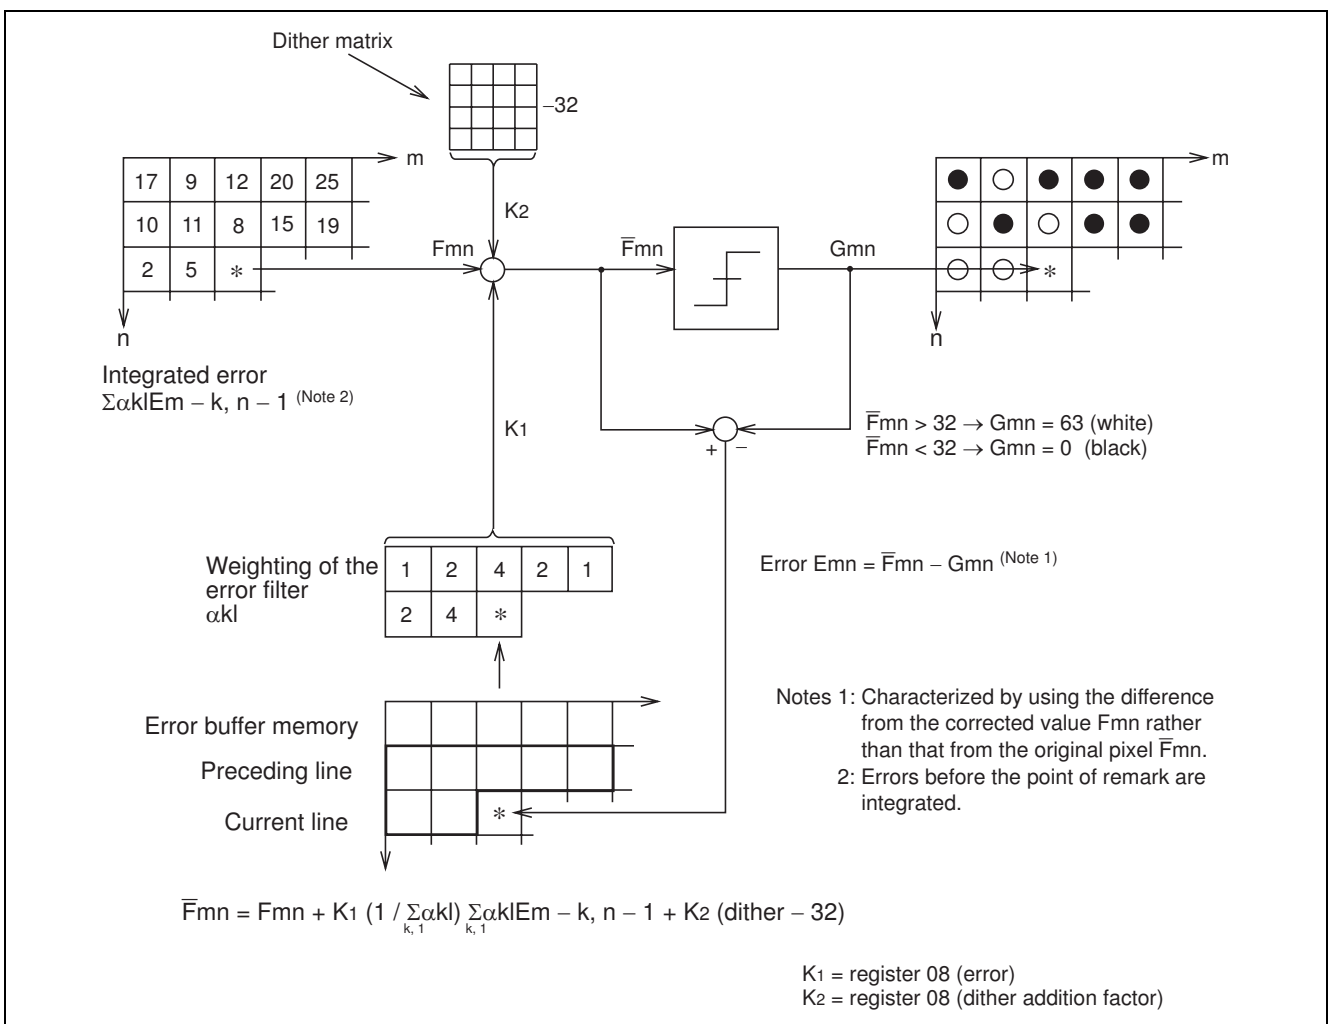 Dither matrix
–32
m
17 9 12 20 25
10 11 8 15 19
2 5 *
n
K2
Fmn
F̅mn
Gmn
m
*
n
Integrated error
ΣαklEm – k, n – 1 (Note 2)
K1
+ –
F̅mn > 32 → Gmn = 63 (white)
F̅mn < 32 → Gmn = 0 (black)
Weighting of the
error filter
αkl
1 2 4 2 1
2 4 *
Error Emn = F̅mn – Gmn (Note 1)
Error buffer memory
Preceding line
Current line
*
Notes 1: Characterized by using the difference
from the corrected value Fmn rather
than that from the original pixel F̅mn.
2: Errors before the point of remark are
integrated.
F̅mn = Fmn + K1 (1 / Σαkl) ΣαklEm – k, n – 1 + K2 (dither – 32)
k, 1 k, 1
K1 = register 08 (error)
K2 = register 08 (dither addition factor)